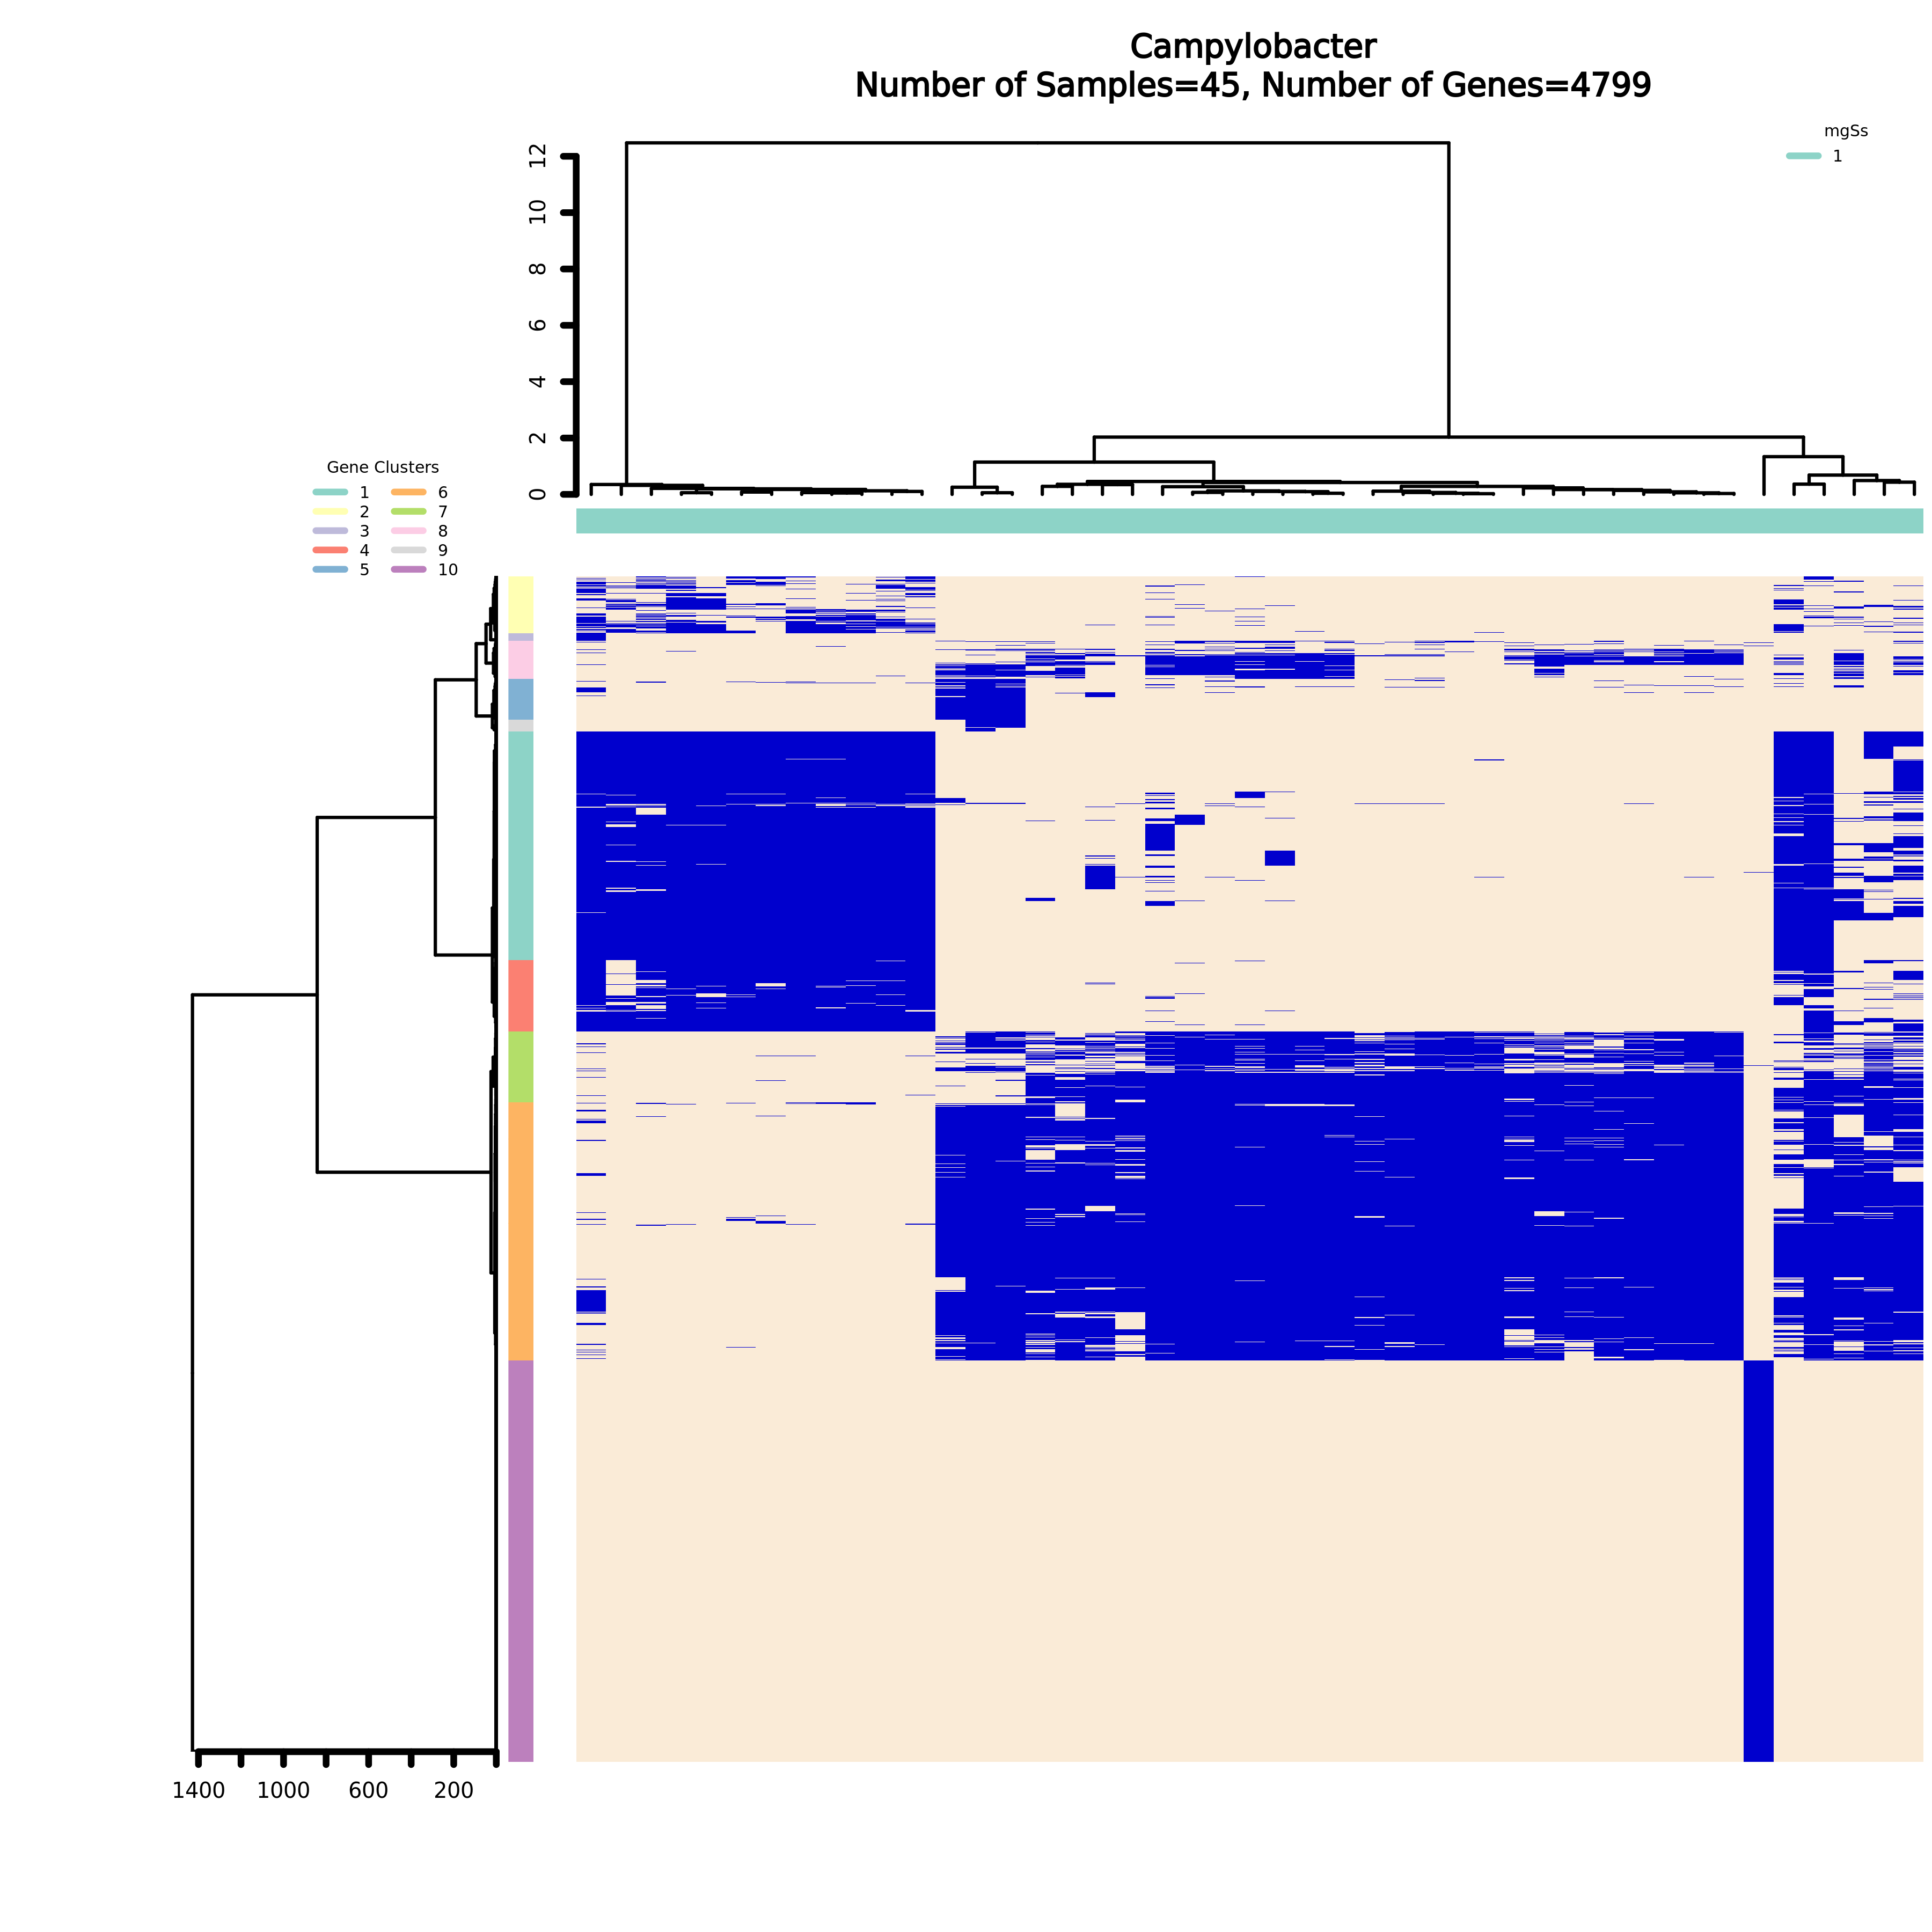 Campylobacter
Number of Samples=45, Number of Genes=4799
mgSs
1
12
10
8
6
4
2
0
Gene Clusters
1 6
2 7
3 8
4 9
5 10
1400 1000 600 200